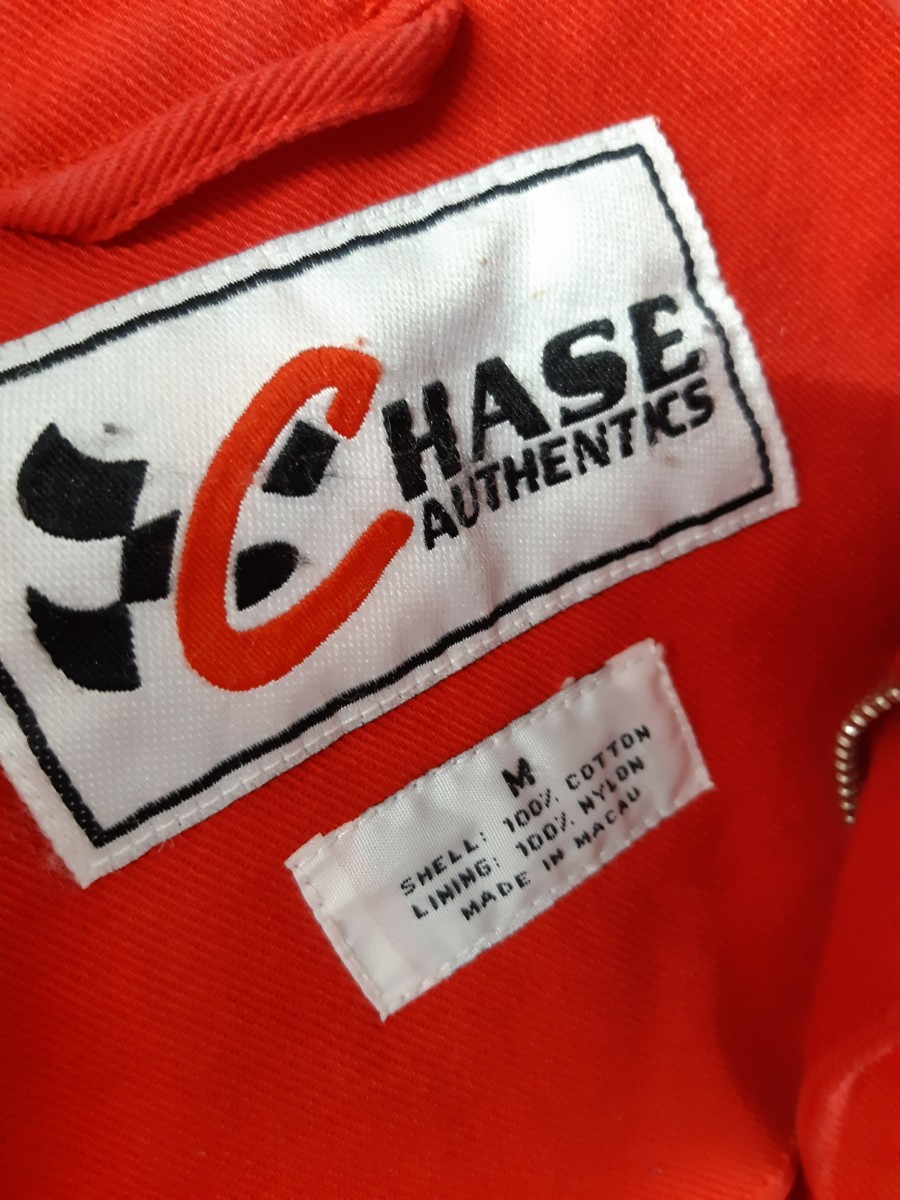 CHASE
AUTHENTICS
M
SHELL: 100% COTTON
LINING: 100% NYLON
MADE IN MACAU